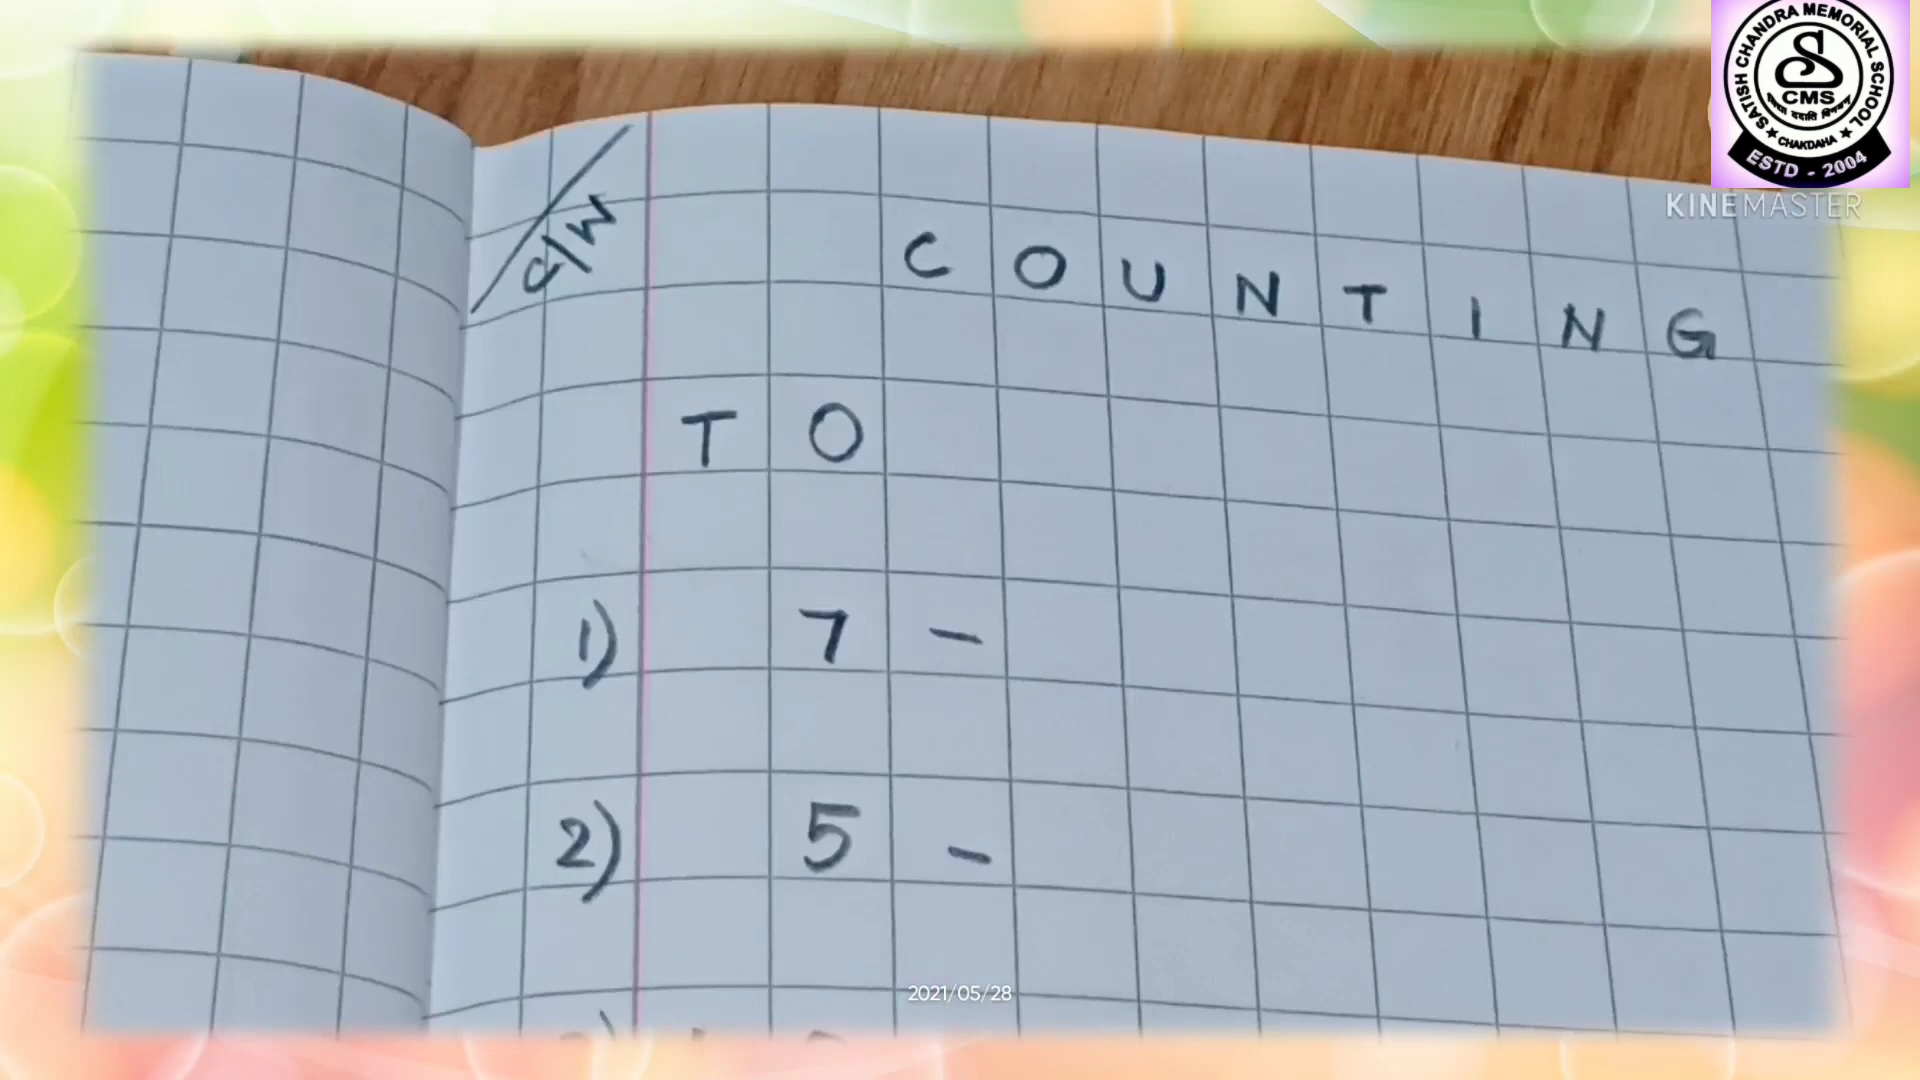 SATISH CHANDRA MEMORIAL SCHOOL
S
CMS
CHAKDAHA
ESTD - 2004
KINEMASTER
C/W
COUNTING
TO
1) 7 -
2) 5 -
2021/05/28